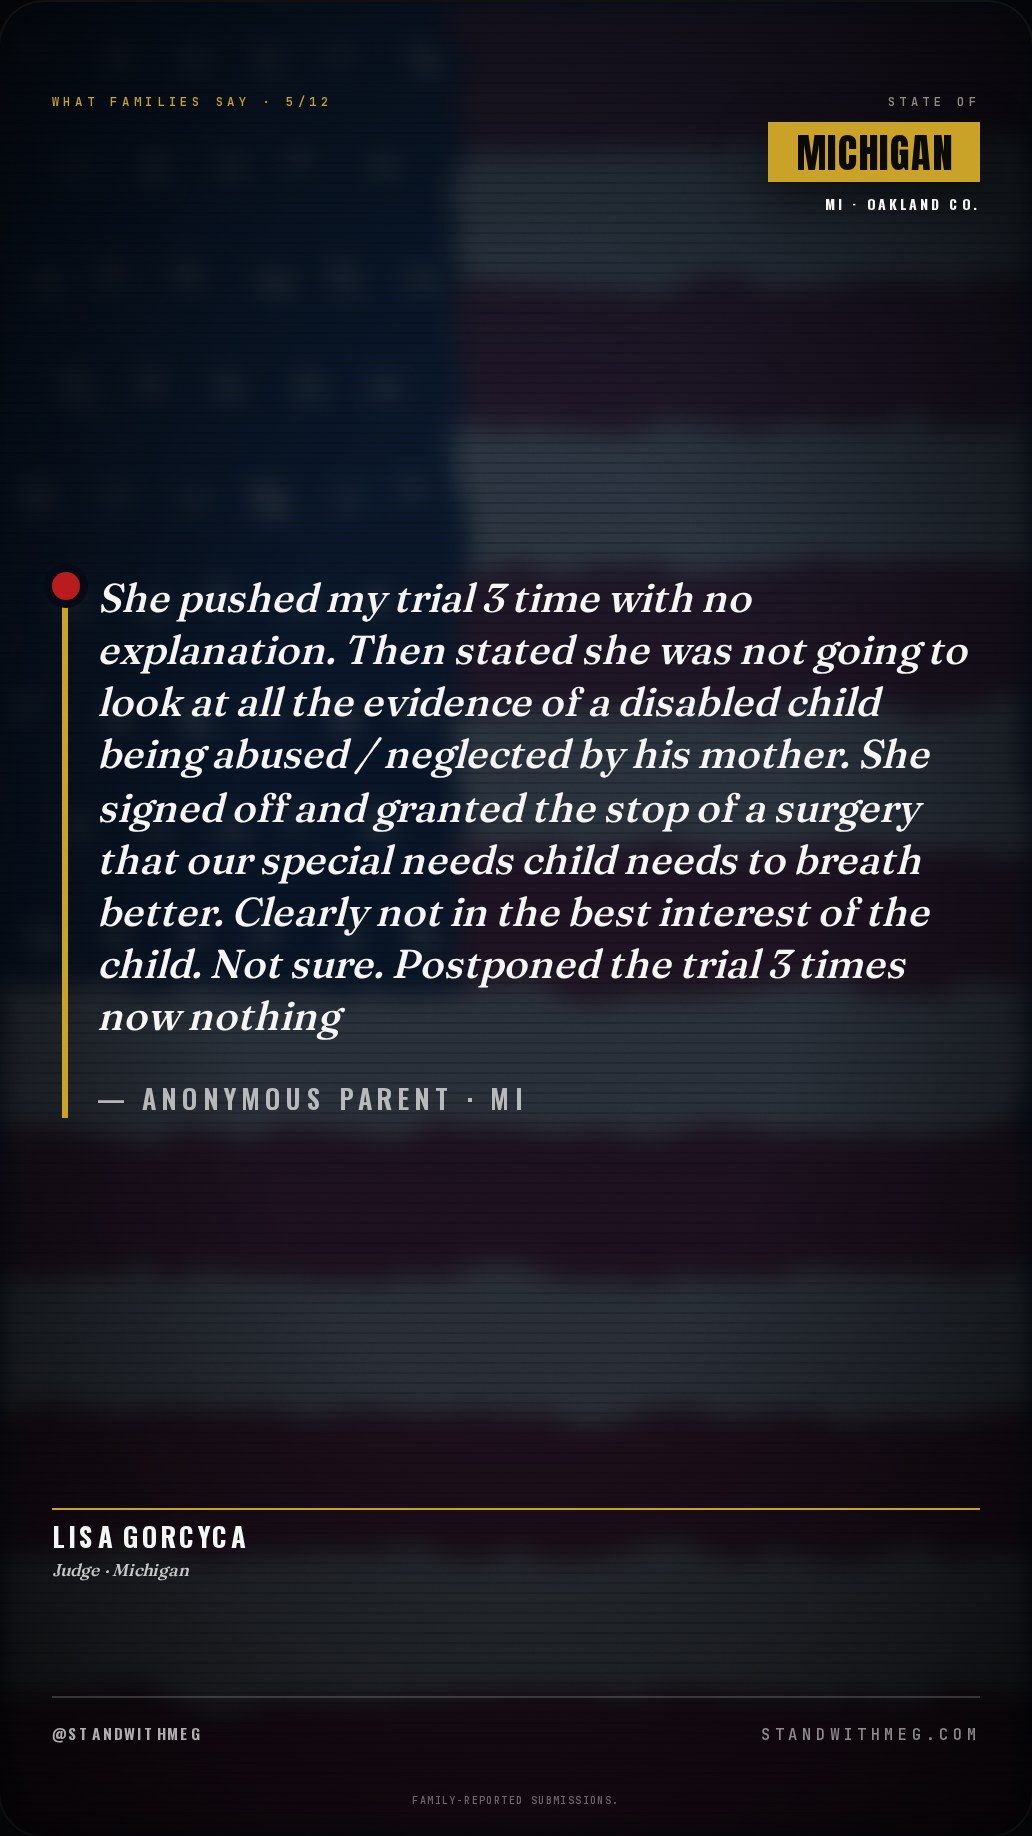 WHAT FAMILIES SAY · 5/12
STATE OF
MICHIGAN
MI · OAKLAND CO.
She pushed my trial 3 time with no
explanation. Then stated she was not going to
look at all the evidence of a disabled child
being abused / neglected by his mother. She
signed off and granted the stop of a surgery
that our special needs child needs to breath
better. Clearly not in the best interest of the
child. Not sure. Postponed the trial 3 times
now nothing
— ANONYMOUS PARENT · MI
LISA GORCYCA
Judge · Michigan
@STANDWITHMEG
STANDWITHMEG.COM
FAMILY-REPORTED SUBMISSIONS.